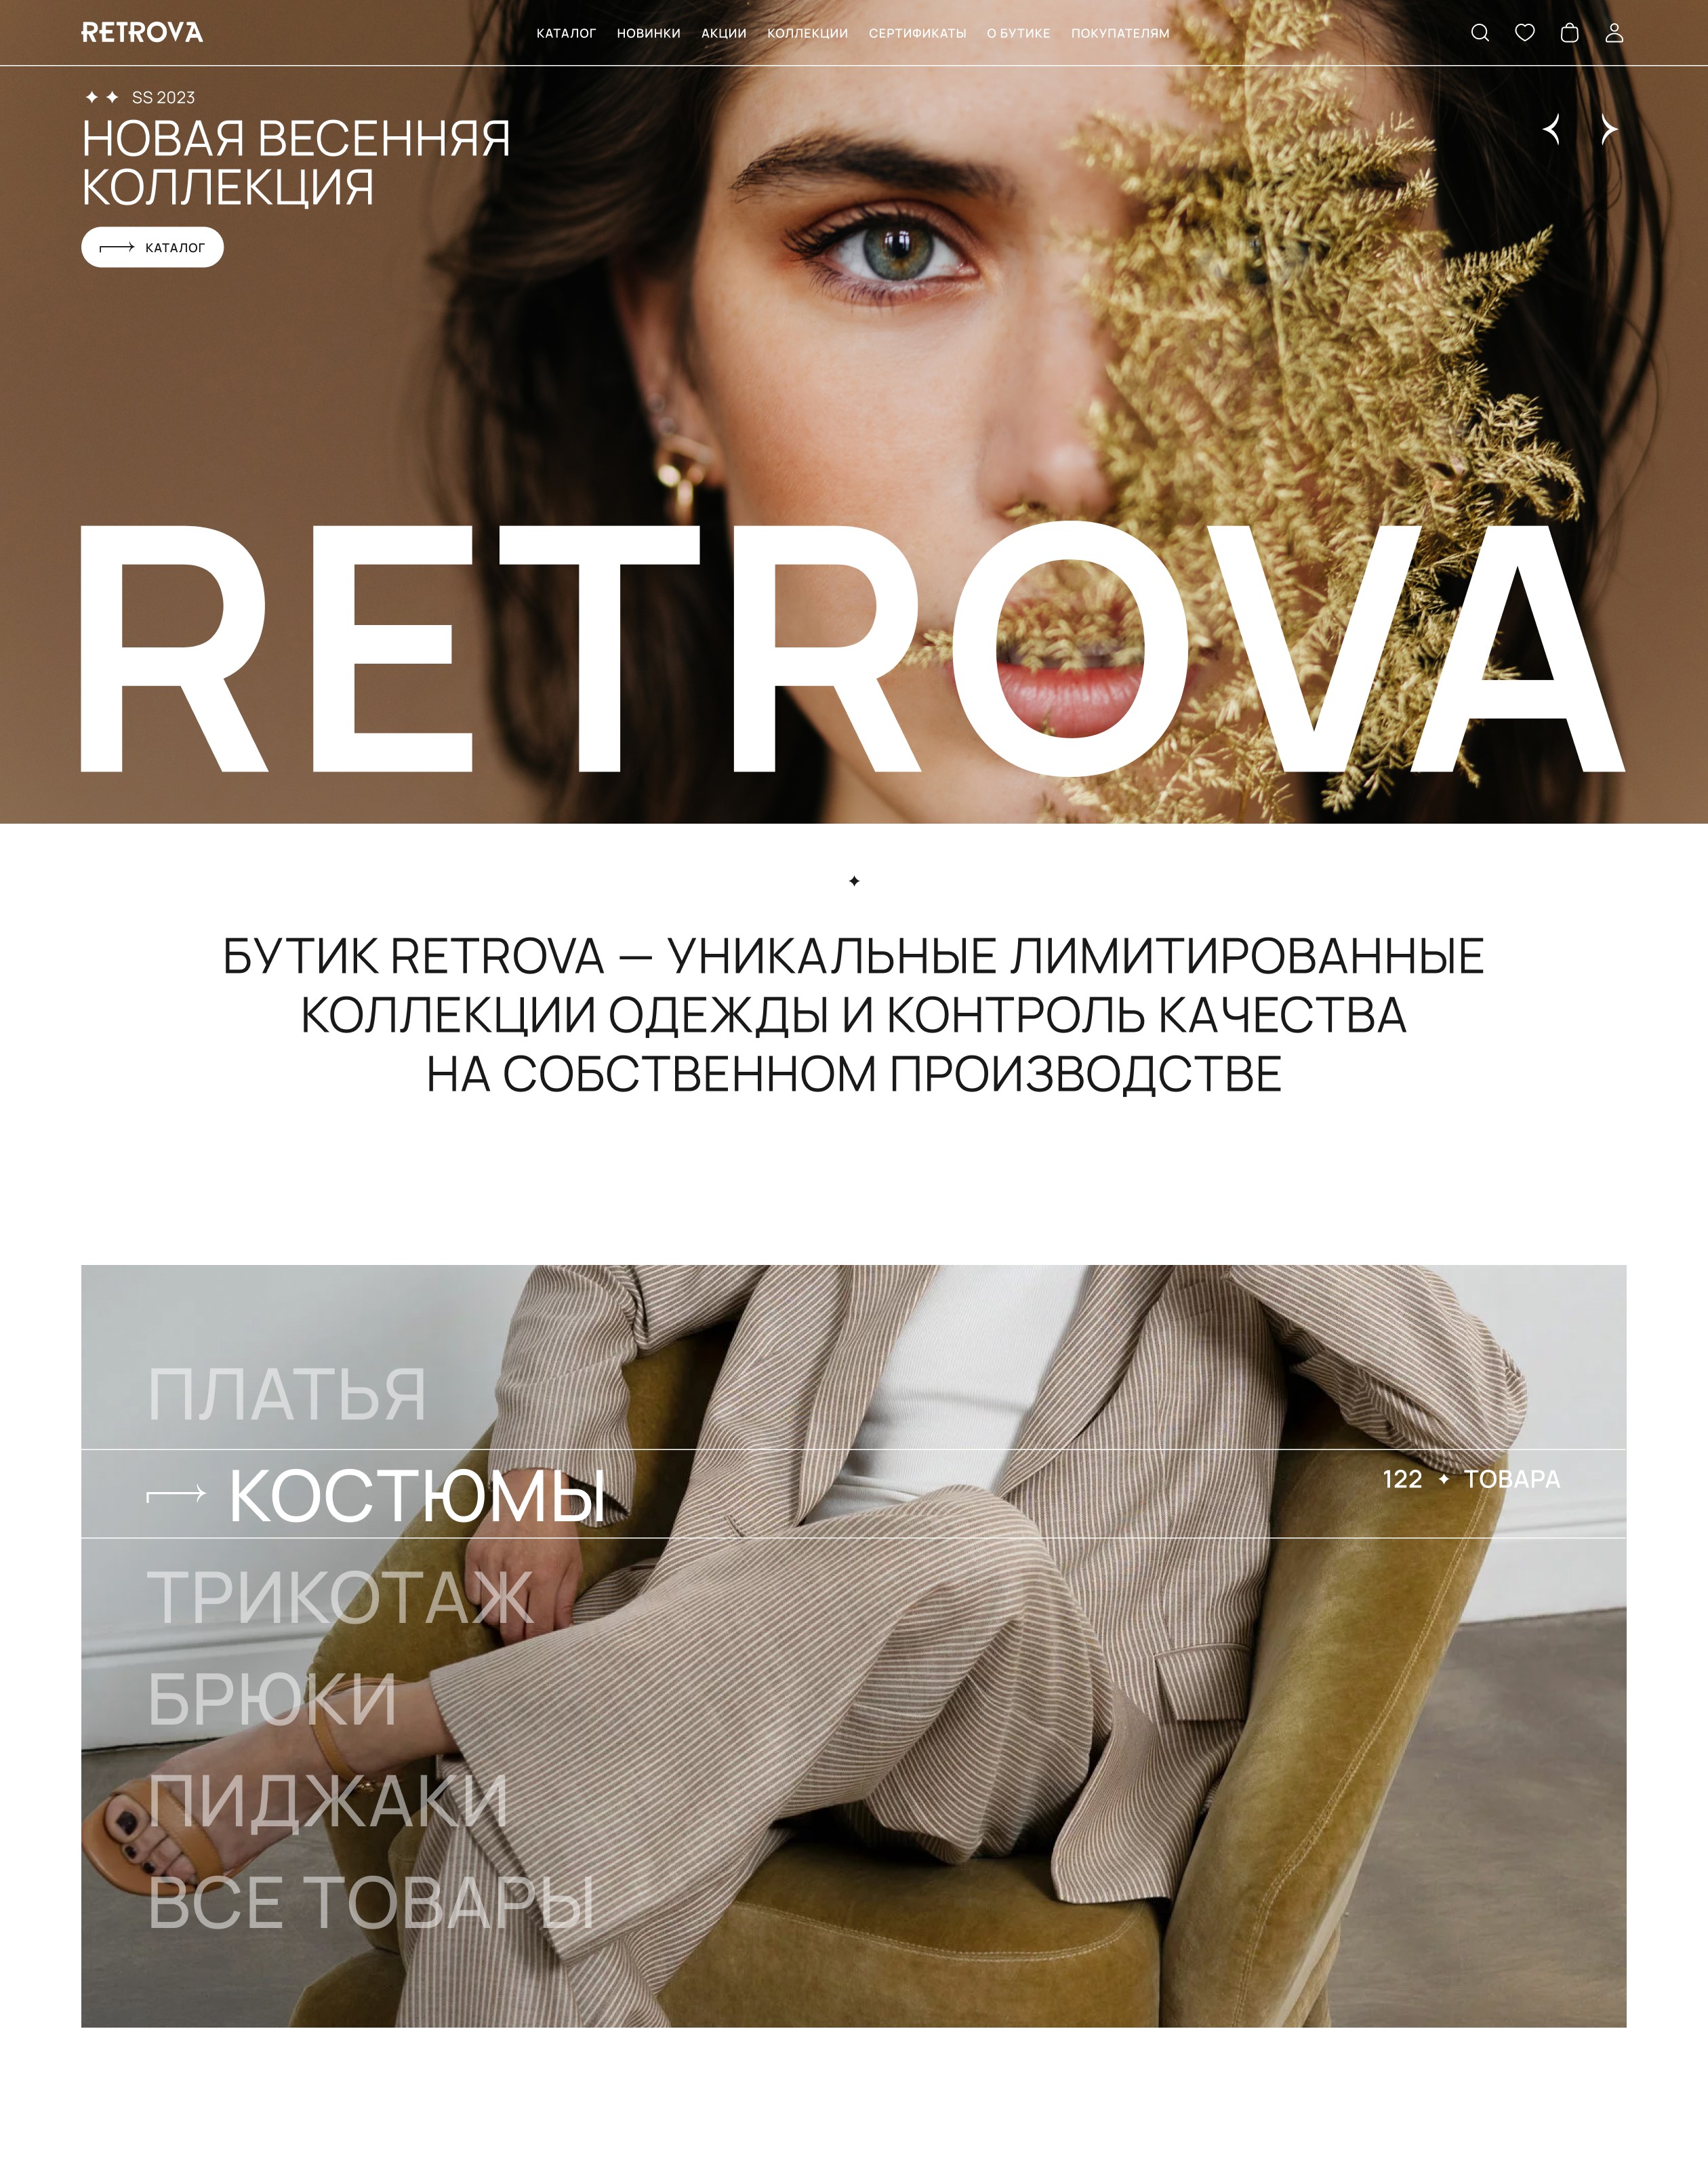 RETROVA
КАТАЛОГ НОВИНКИ АКЦИИ КОЛЛЕКЦИИ СЕРТИФИКАТЫ О БУТИКЕ ПОКУПАТЕЛЯМ
SS 2023
НОВАЯ ВЕСЕННЯЯ
КОЛЛЕКЦИЯ
КАТАЛОГ
RETROVA
БУТИК RETROVA — УНИКАЛЬНЫЕ ЛИМИТИРОВАННЫЕ
КОЛЛЕКЦИИ ОДЕЖДЫ И КОНТРОЛЬ КАЧЕСТВА
НА СОБСТВЕННОМ ПРОИЗВОДСТВЕ
ПЛАТЬЯ
КОСТЮМЫ
122 ✦ ТОВАРА
ТРИКОТАЖ
БРЮКИ
ПИДЖАКИ
ВСЕ ТОВАРЫ